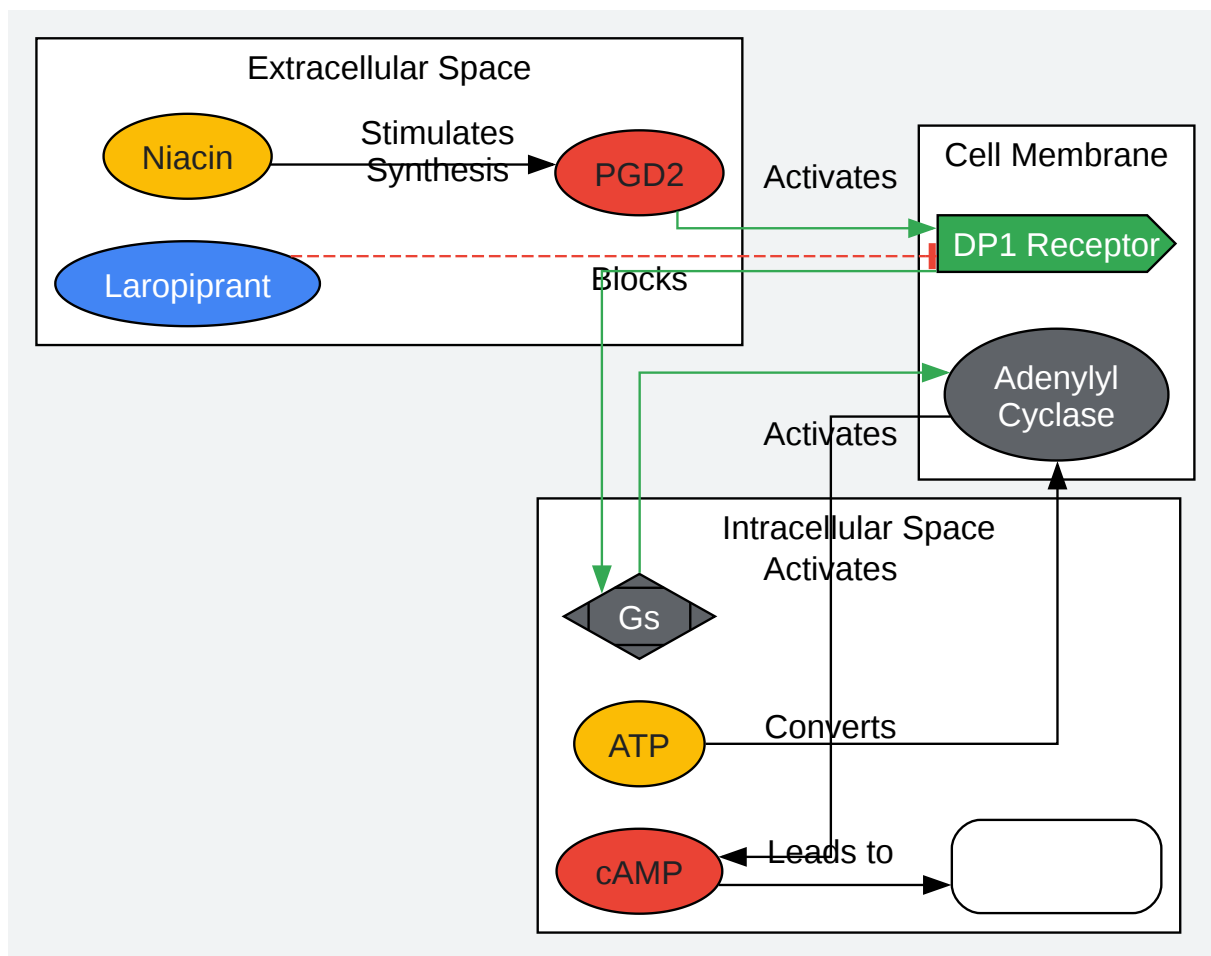 Extracellular Space
Niacin
Stimulates
Synthesis
PGD2
Activates
Cell Membrane
DP1 Receptor
Laropiprant
Blocks
Adenylyl
Cyclase
Activates
Intracellular Space
Activates
Gs
ATP
Converts
cAMP
Leads to